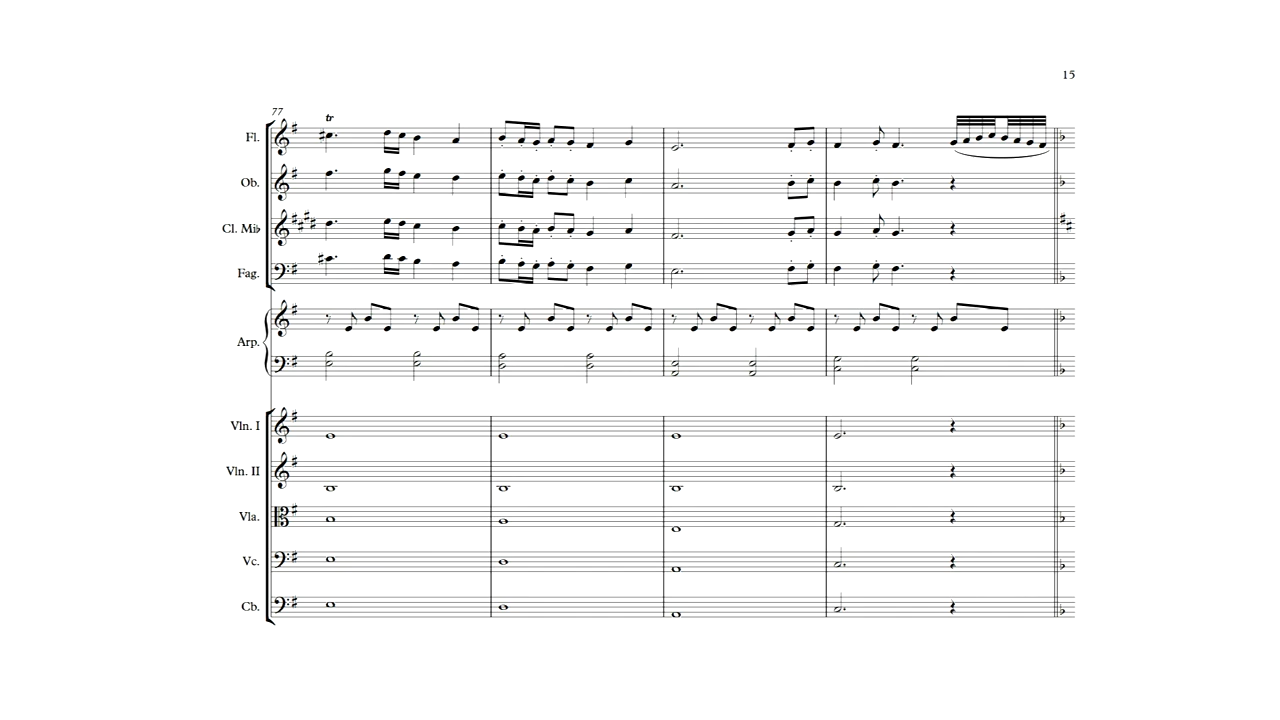 15
77
tr
Fl.
Ob.
Cl. Mi♭
Fag.
Arp.
Vln. I
Vln. II
Vla.
Vc.
Cb.